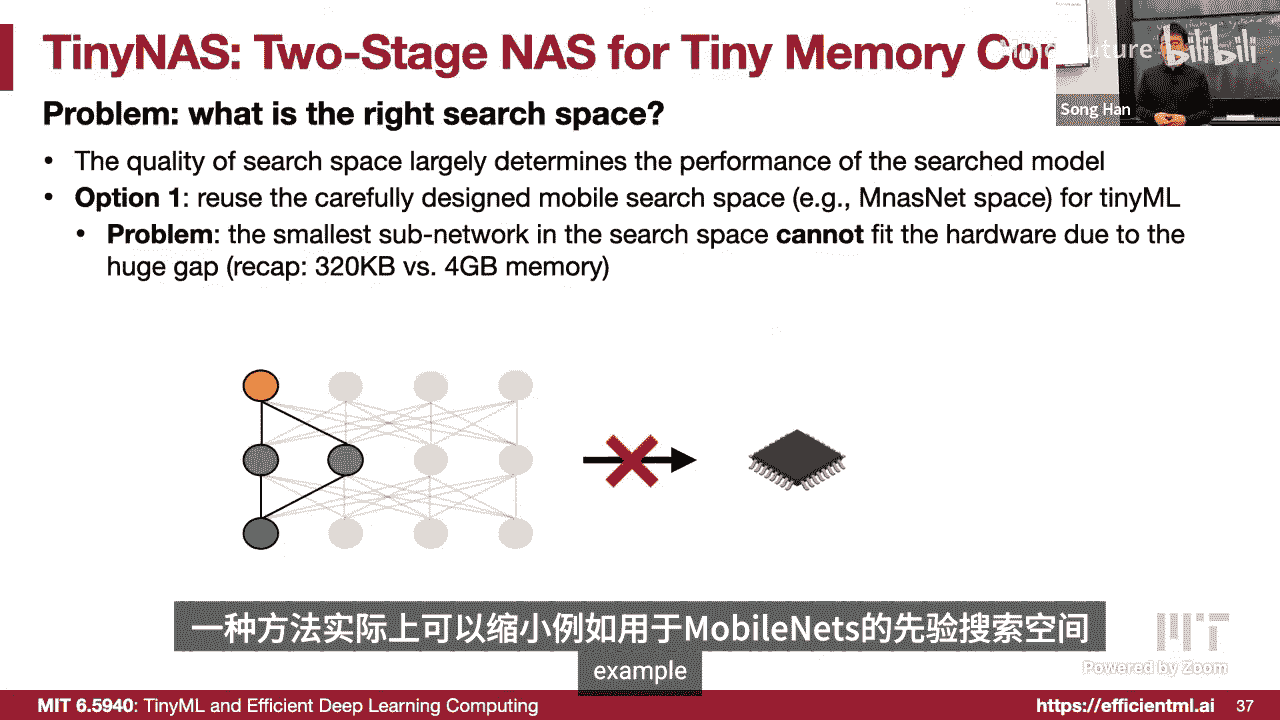 TinyNAS: Two-Stage NAS for Tiny Memory Co
bilibili
Song Han
Problem: what is the right search space?
• The quality of search space largely determines the performance of the searched model
• Option 1: reuse the carefully designed mobile search space (e.g., MnasNet space) for tinyML
• Problem: the smallest sub-network in the search space cannot fit the hardware due to the
huge gap (recap: 320KB vs. 4GB memory)
一种方法实际上可以缩小例如用于MobileNets的先验搜索空间
example
MIT
Powered by Zoom
MIT 6.5940: TinyML and Efficient Deep Learning Computing
https://efficientml.ai
37